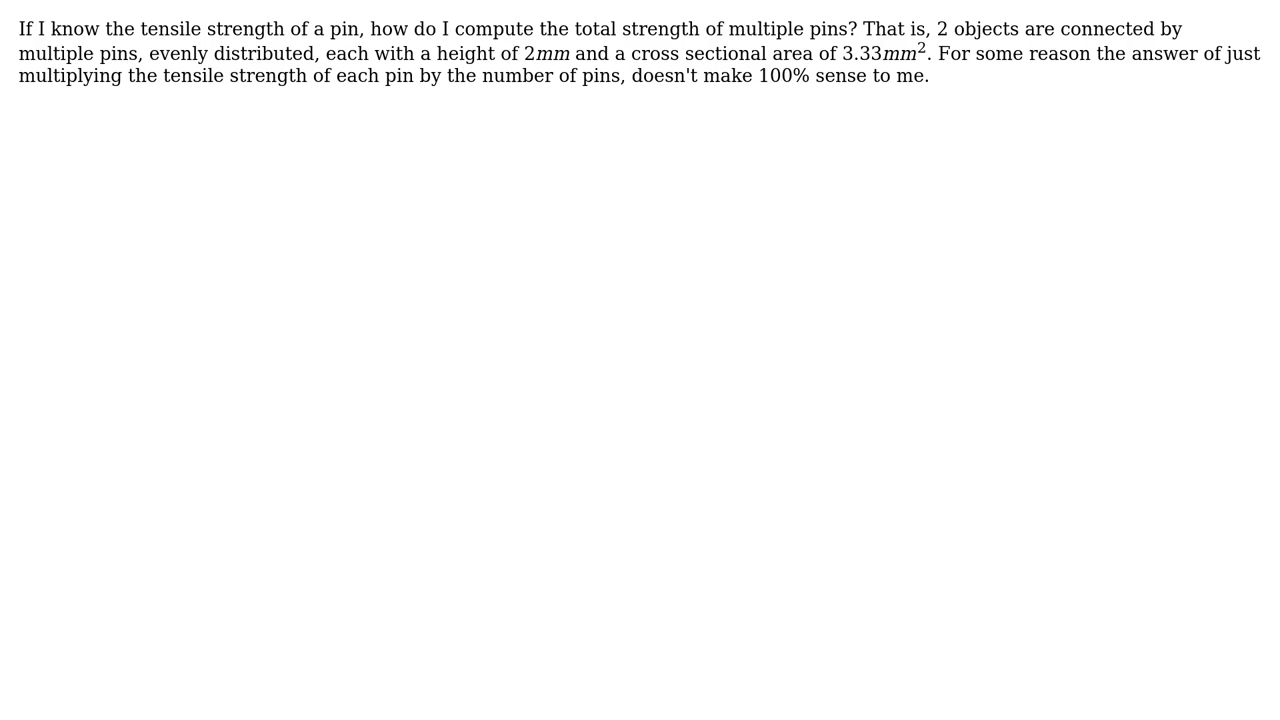 If I know the tensile strength of a pin, how do I compute the total strength of multiple pins? That is, 2 objects are connected by
multiple pins, evenly distributed, each with a height of 2mm and a cross sectional area of 3.33mm². For some reason the answer of just
multiplying the tensile strength of each pin by the number of pins, doesn't make 100% sense to me.